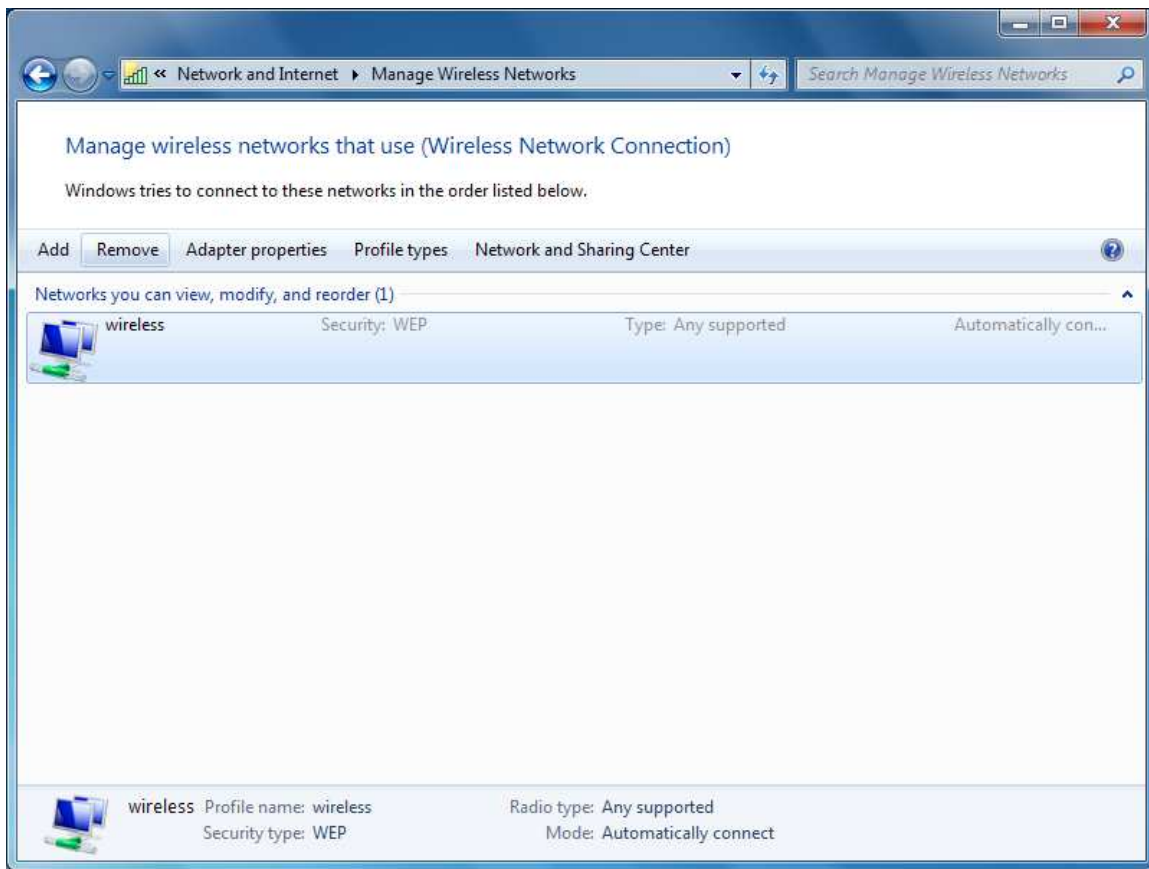 « Network and Internet ▸ Manage Wireless Networks Search Manage Wireless Networks
Manage wireless networks that use (Wireless Network Connection)
Windows tries to connect to these networks in the order listed below.
Add Remove Adapter properties Profile types Network and Sharing Center
Networks you can view, modify, and reorder (1)
wireless Security: WEP Type: Any supported Automatically con...
wireless Profile name: wireless Radio type: Any supported
Security type: WEP Mode: Automatically connect